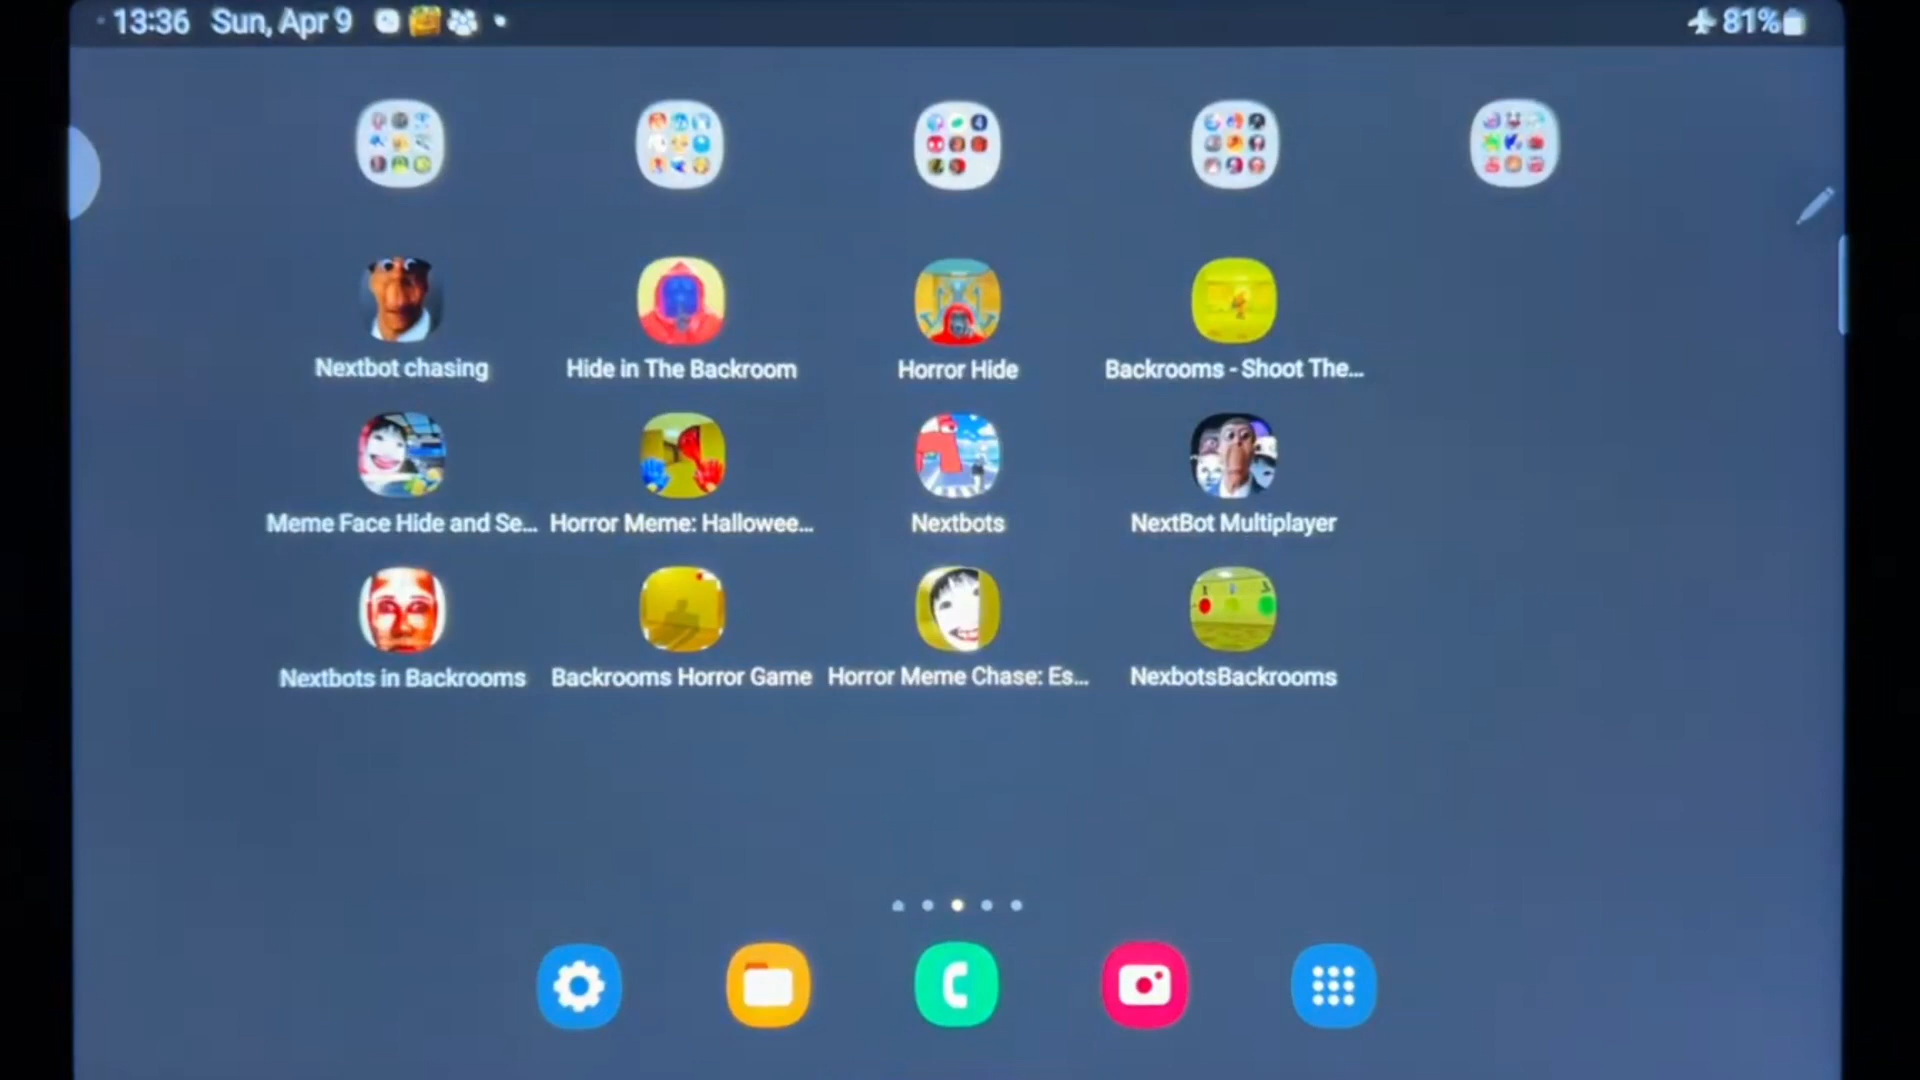 13:36 Sun, Apr 9
81%
Nextbot chasing
Hide in The Backroom
Horror Hide
Backrooms - Shoot The...
Meme Face Hide and Se...
Horror Meme: Hallowee...
Nextbots
NextBot Multiplayer
Nextbots in Backrooms
Backrooms Horror Game
Horror Meme Chase: Es...
NexbotsBackrooms